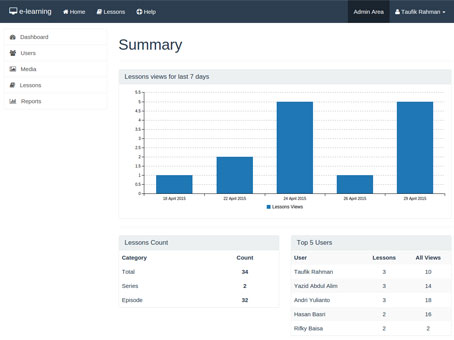 e-learning Home Lessons Help Admin Area Taufik Rahman
Dashboard
Users
Media
Lessons
Reports
Summary
Lessons views for last 7 days
5.5
5
4.5
4
3.5
3
2.5
2
1.5
1
0.5
0
18 April 2015 22 April 2015 24 April 2015 26 April 2015 29 April 2015
Lessons Views
Lessons Count
Category Count
Total 34
Series 2
Episode 32
Top 5 Users
User Lessons All Views
Taufik Rahman 3 10
Yazid Abdul Alim 3 14
Andri Yulianto 3 18
Hasan Basri 2 16
Rifky Baisa 2 2